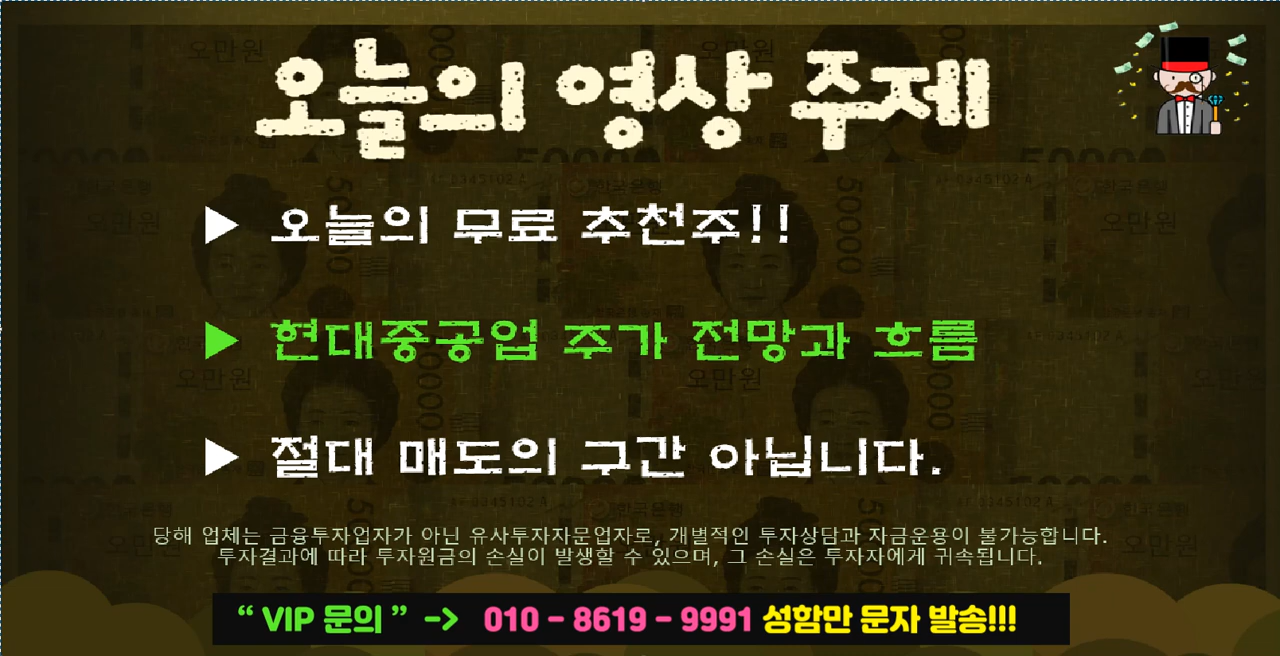 오늘의 영상 주제
▶ 오늘의 무료 추천주!!
▶ 현대중공업 주가 전망과 흐름
▶ 절대 매도의 구간 아닙니다.
당해 업체는 금융투자업자가 아닌 유사투자자문업자로, 개별적인 투자상담과 자금운용이 불가능합니다.
투자결과에 따라 투자원금의 손실이 발생할 수 있으며, 그 손실은 투자자에게 귀속됩니다.
“ VIP 문의 ” -> 010 - 8619 - 9991 성함만 문자 발송!!!